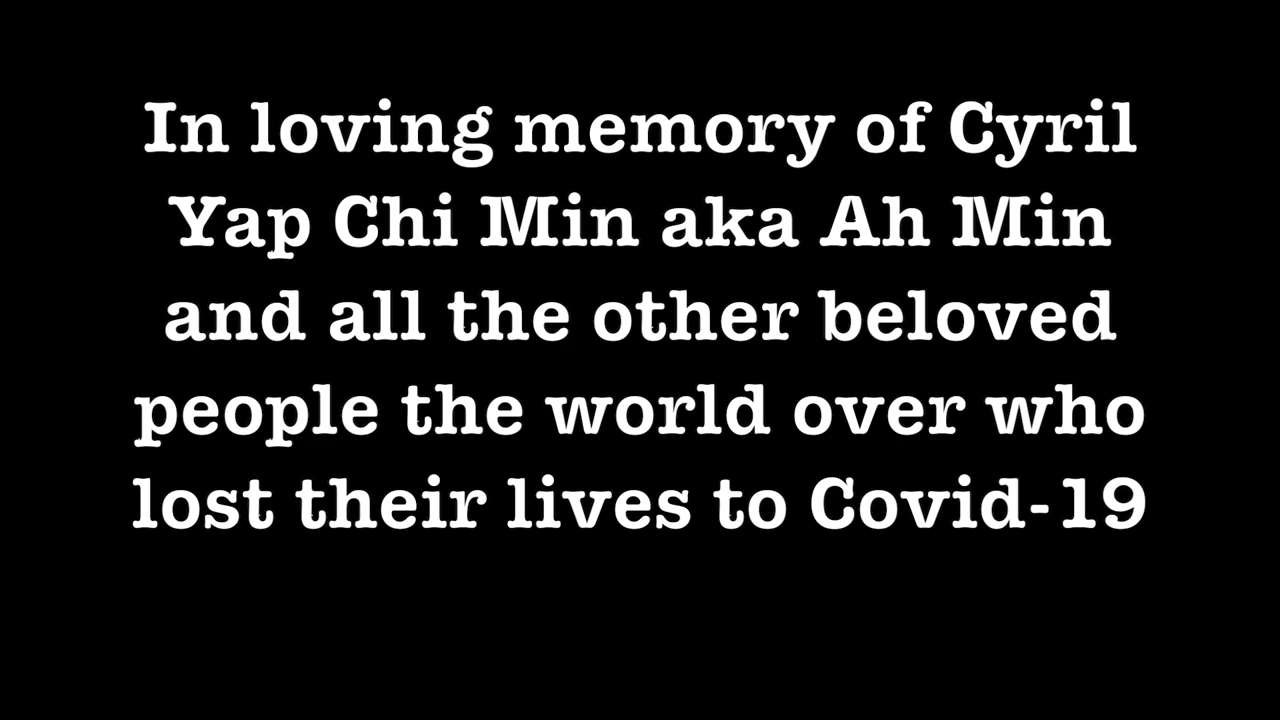 In loving memory of Cyril
Yap Chi Min aka Ah Min
and all the other beloved
people the world over who
lost their lives to Covid-19